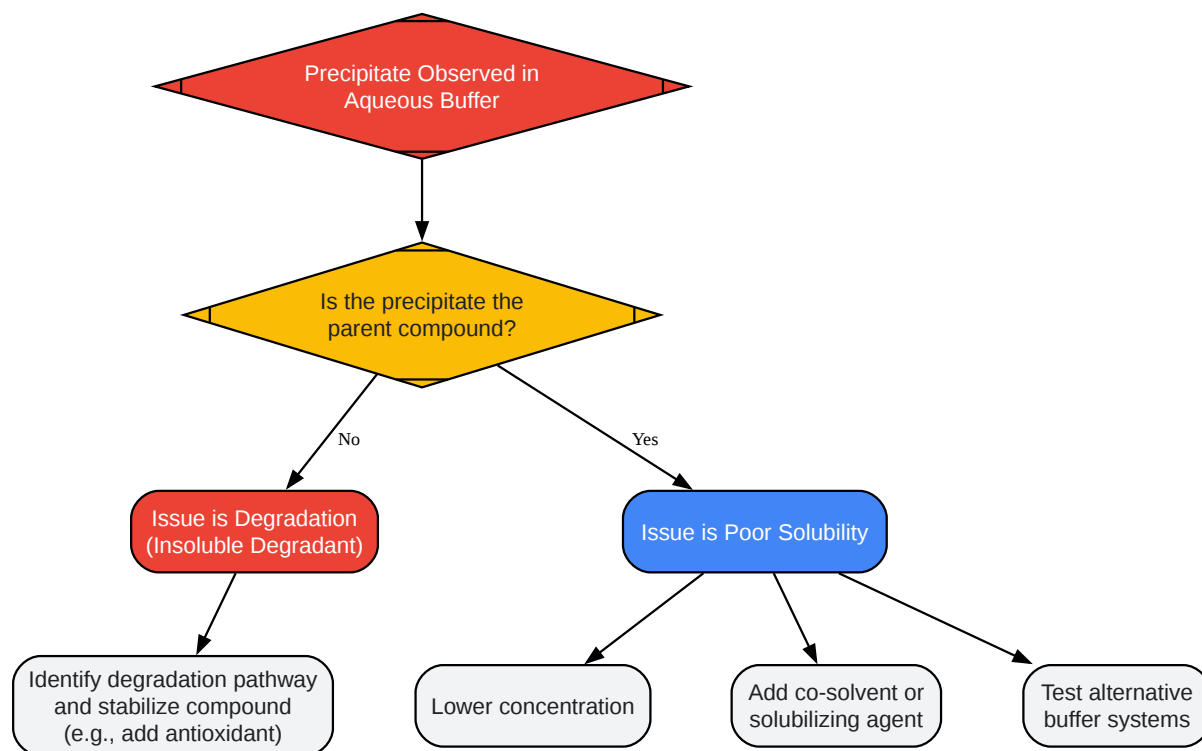 Precipitate Observed in
Aqueous Buffer
Is the precipitate the
parent compound?
No
Yes
Issue is Degradation
(Insoluble Degradant)
Issue is Poor Solubility
Identify degradation pathway
and stabilize compound
(e.g., add antioxidant)
Lower concentration
Add co-solvent or
solubilizing agent
Test alternative
buffer systems